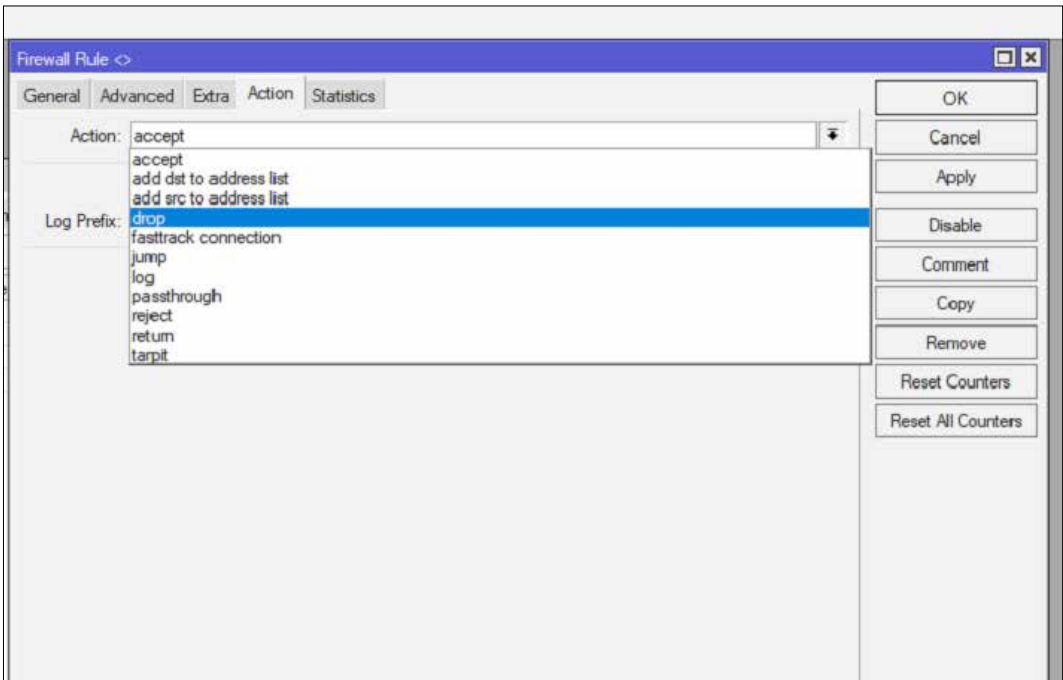 Firewall Rule <>
General Advanced Extra Action Statistics
Action: accept
accept
add dst to address list
add src to address list
Log Prefix: drop
fasttrack connection
jump
log
passthrough
reject
return
tarpit
OK
Cancel
Apply
Disable
Comment
Copy
Remove
Reset Counters
Reset All Counters